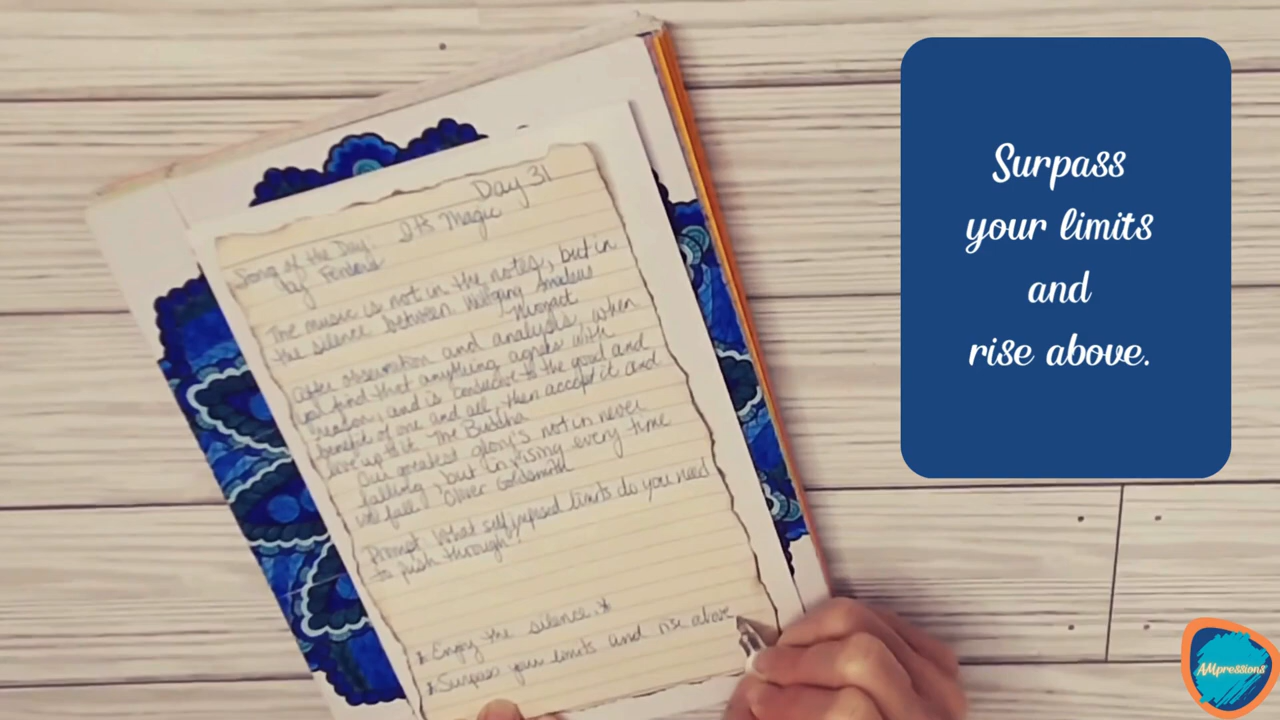 Day 31
Song of the Day: It's Magic
by Fendora
The music is not in the notes, but in
the silence between. Wolfgang Amadeus
Mozart
After observation and analysis, when
you find that anything agrees with
reason, and is conducive to the good and
benefit of one and all, then accept it and
live up to it. The Buddha
Our greatest glory's not in never
falling, but in rising every time
we fall. Oliver Goldsmith
Prompt: What self imposed limits do you need
to push through?
* Enjoy the silence. *
* Surpass your limits and rise above
Surpass
your limits
and
rise above.
AMpressions